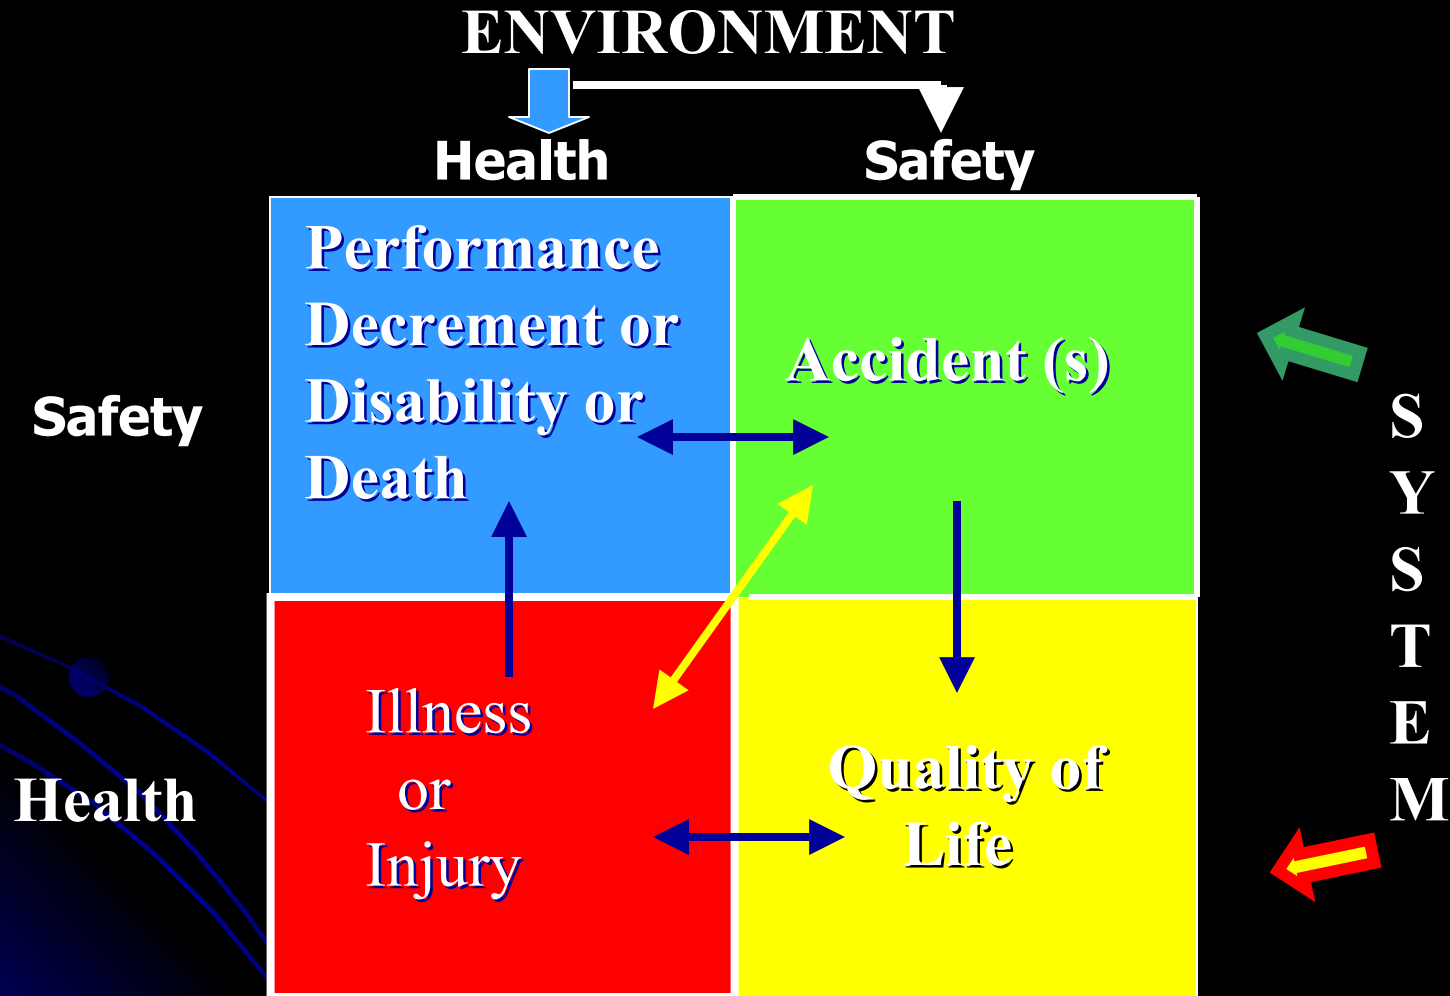 ENVIRONMENT
Health
Safety
Performance
Decrement or
Disability or
Death
Accident (s)
Safety
Illness
or
Injury
Quality of
Life
Health
S
Y
S
T
E
M